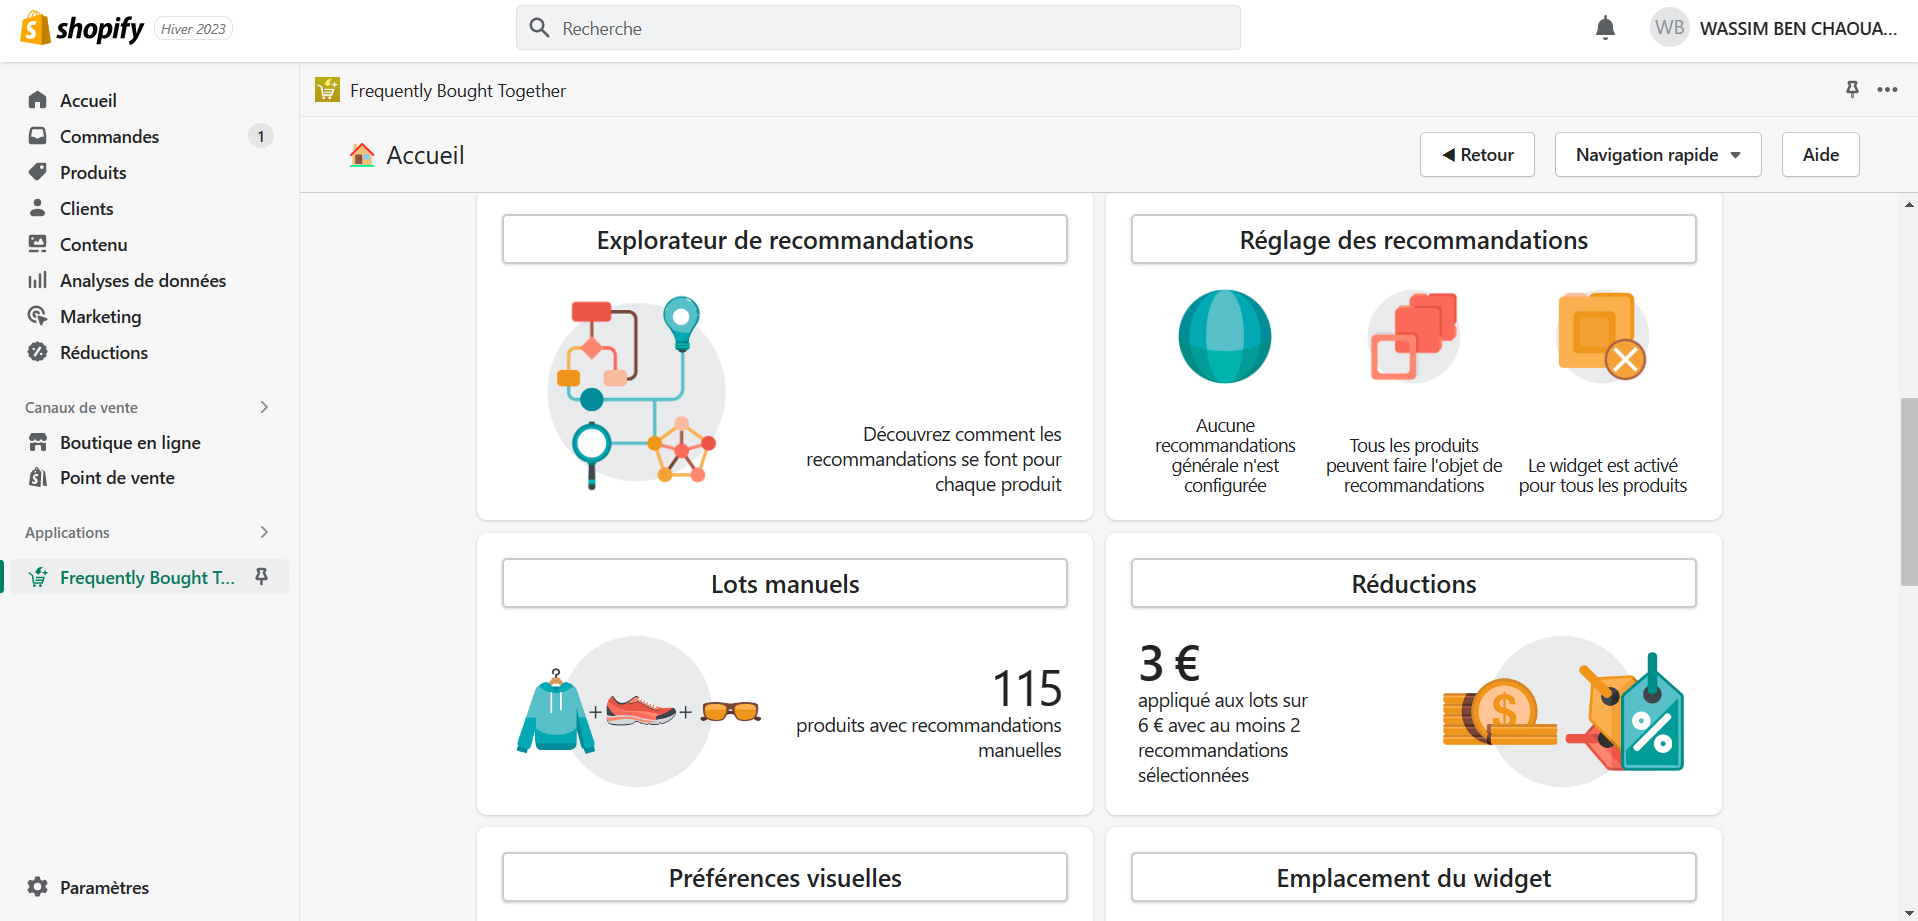 shopify
Hiver 2023
Recherche
WB
WASSIM BEN CHAOUA...
Accueil
Commandes
1
Produits
Clients
Contenu
Analyses de données
Marketing
Réductions
Canaux de vente
Boutique en ligne
Point de vente
Applications
Frequently Bought T...
Paramètres
Frequently Bought Together
Accueil
◀ Retour
Navigation rapide
Aide
Explorateur de recommandations
Découvrez comment les
recommandations se font pour
chaque produit
Réglage des recommandations
Aucune
recommandations
générale n'est
configurée
Tous les produits
peuvent faire l'objet de
recommandations
Le widget est activé
pour tous les produits
Lots manuels
+
+
115
produits avec recommandations
manuelles
Réductions
3 €
appliqué aux lots sur
6 € avec au moins 2
recommandations
sélectionnées
$
%
Préférences visuelles
Emplacement du widget